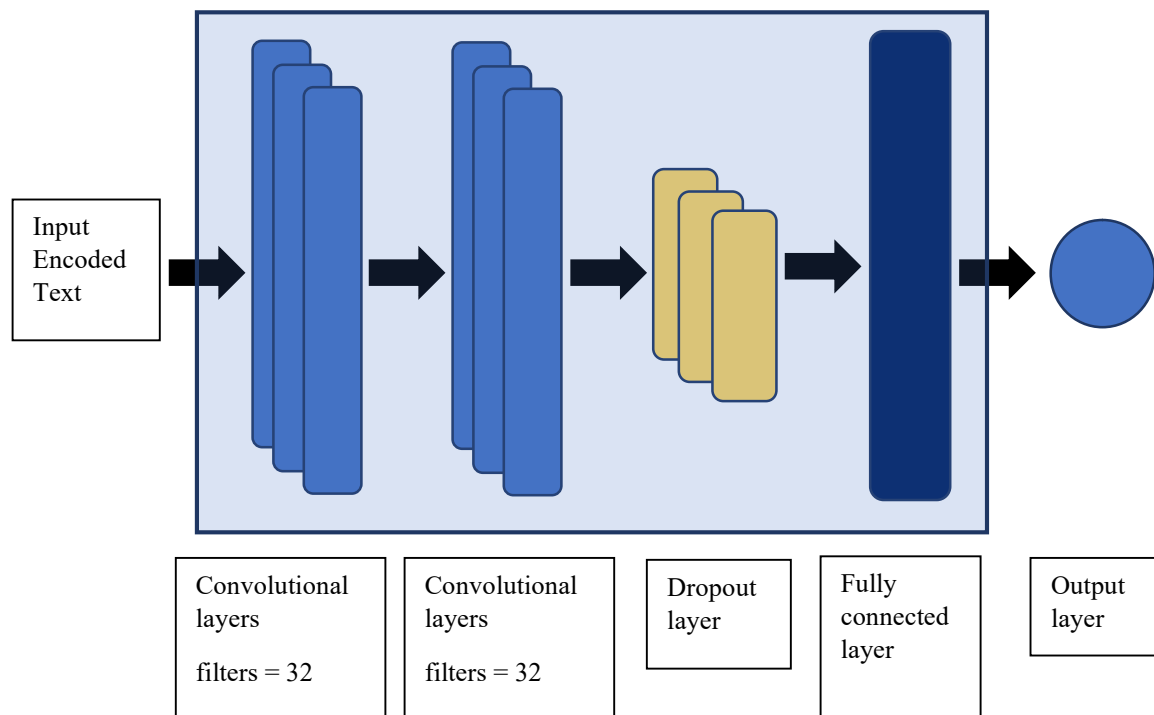 Input
Encoded
Text
Convolutional
layers
filters = 32
Convolutional
layers
filters = 32
Dropout
layer
Fully
connected
layer
Output
layer